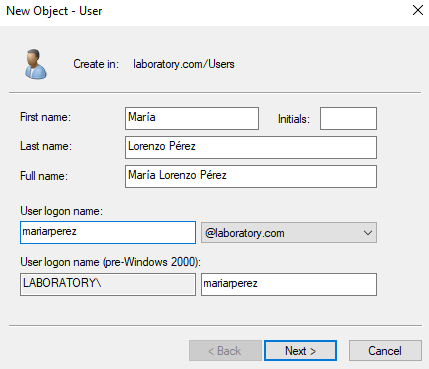 New Object - User
Create in: laboratory.com/Users
First name: María Initials:
Last name: Lorenzo Pérez
Full name: María Lorenzo Pérez
User logon name:
mariarperez @laboratory.com
User logon name (pre-Windows 2000):
LABORATORY\ mariarperez
< Back Next > Cancel